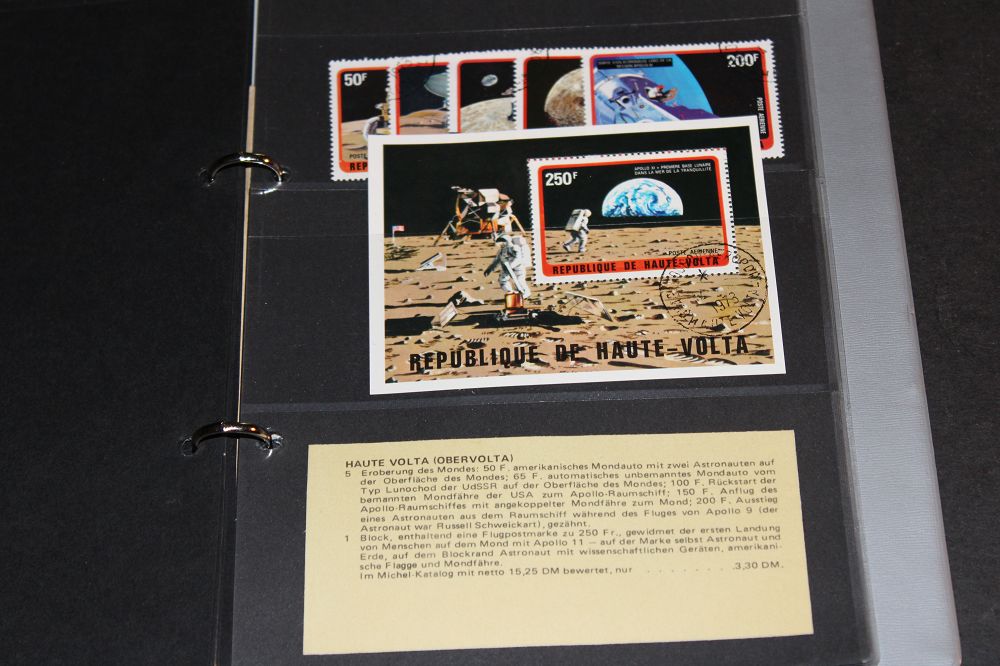 50F
200F
POSTE AERIENNE
250F
APOLLO XI • PREMIERE BASE LUNAIRE
DANS LA MER DE LA TRANQUILLITE
POSTE AERIENNE
REPUBLIQUE DE HAUTE-VOLTA
1973
REPUBLIQUE DE HAUTE VOLTA
HAUTE VOLTA (OBERVOLTA)
5 Eroberung des Mondes: 50 F. amerikanisches Mondauto mit zwei Astronauten auf
der Oberfläche des Mondes; 65 F. automatisches unbemanntes Mondauto vom
Typ Lunochod der UdSSR auf der Oberfläche des Mondes; 100 F. Rückstart der
bemannten Mondfähre der USA zum Apollo-Raumschiff; 150 F. Anflug des
Apollo-Raumschiffes mit angekoppelter Mondfähre zum Mond; 200 F. Ausstieg
eines Astronauten aus dem Raumschiff während des Fluges von Apollo 9 (der
Astronaut war Russell Schweickart), gezähnt.
1 Block, enthaltend eine Flugpostmarke zu 250 Fr., gewidmet der ersten Landung
von Menschen auf dem Mond mit Apollo 11 — auf der Marke selbst Astronaut und
Erde, auf dem Blockrand Astronaut mit wissenschaftlichen Geräten, amerikani-
sche Flagge und Mondfähre.
Im Michel-Katalog mit netto 15,25 DM bewertet, nur . . . . . . . .3,30 DM.